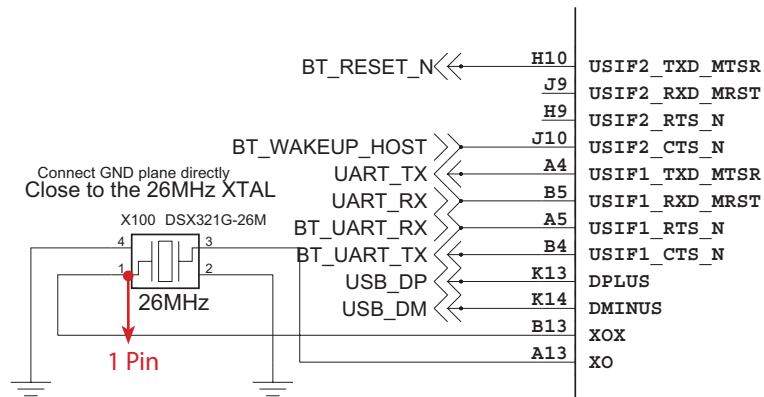 BT_RESET_N H10 USIF2_TXD_MTSR
J9 USIF2_RXD_MRST
H9 USIF2_RTS_N
BT_WAKEUP_HOST J10 USIF2_CTS_N
UART_TX A4 USIF1_TXD_MTSR
UART_RX B5 USIF1_RXD_MRST
BT_UART_RX A5 USIF1_RTS_N
BT_UART_TX B4 USIF1_CTS_N
USB_DP K13 DPLUS
USB_DM K14 DMINUS
B13 XOX
A13 XO
Connect GND plane directly
Close to the 26MHz XTAL
X100 DSX321G-26M
4 3
1 2
26MHz
1 Pin